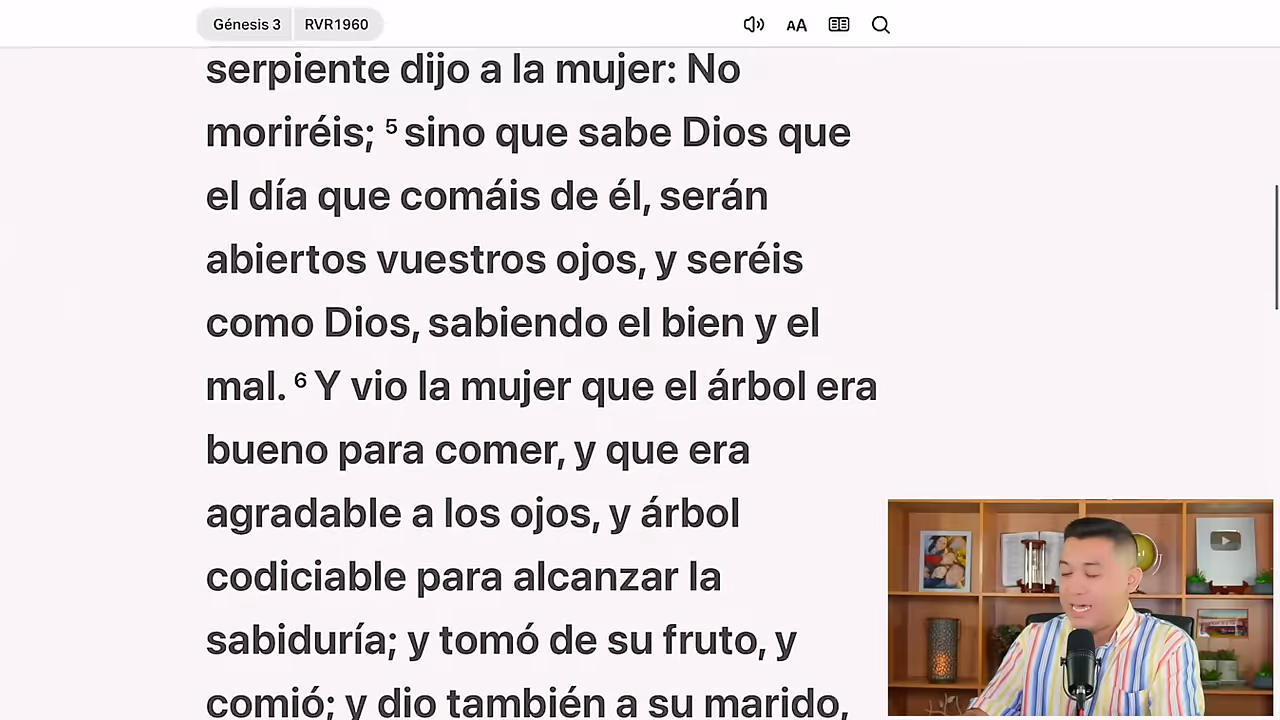 Génesis 3 RVR1960
AA
serpiente dijo a la mujer: No
moriréis; 5 sino que sabe Dios que
el día que comáis de él, serán
abiertos vuestros ojos, y seréis
como Dios, sabiendo el bien y el
mal. 6 Y vio la mujer que el árbol era
bueno para comer, y que era
agradable a los ojos, y árbol
codiciable para alcanzar la
sabiduría; y tomó de su fruto, y
comió; y dio también a su marido,